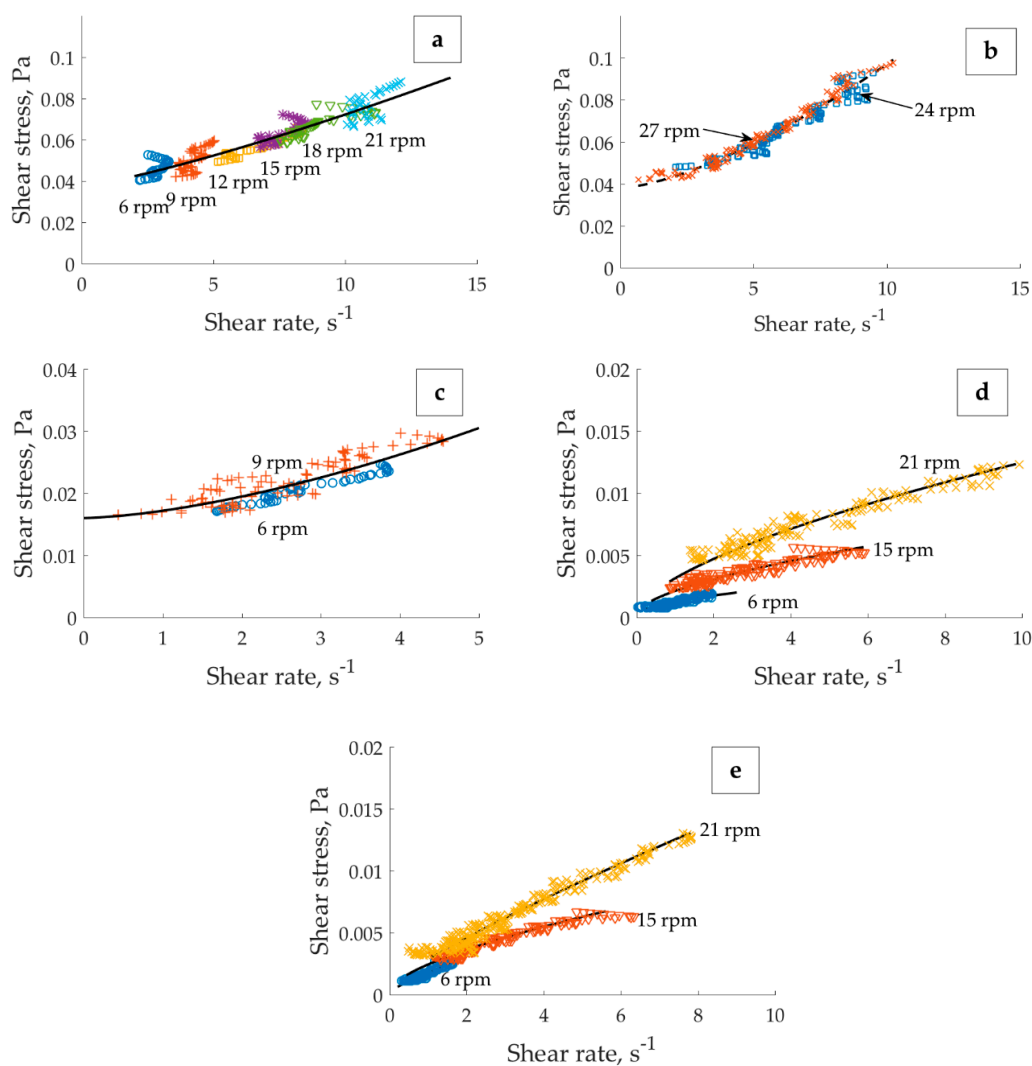 a
Shear stress, Pa
0.1
0.08
0.06
0.04
0.02
0
6 rpm
9 rpm
12 rpm
15 rpm
18 rpm
21 rpm
0 5 10 15
Shear rate, s⁻¹
b
Shear stress, Pa
0.1
0.08
0.06
0.04
0.02
0
27 rpm
24 rpm
0 5 10 15
Shear rate, s⁻¹
c
Shear stress, Pa
0.04
0.03
0.02
0.01
0
9 rpm
6 rpm
0 1 2 3 4 5
Shear rate, s⁻¹
d
Shear stress, Pa
0.02
0.015
0.01
0.005
0
21 rpm
15 rpm
6 rpm
0 2 4 6 8 10
Shear rate, s⁻¹
e
Shear stress, Pa
0.02
0.015
0.01
0.005
0
21 rpm
15 rpm
6 rpm
0 2 4 6 8 10
Shear rate, s⁻¹